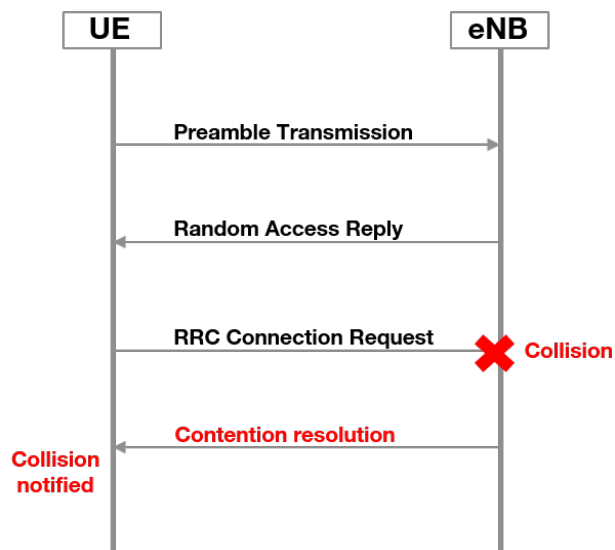 UE
eNB
Preamble Transmission
Random Access Reply
RRC Connection Request
Collision
Contention resolution
Collision
notified